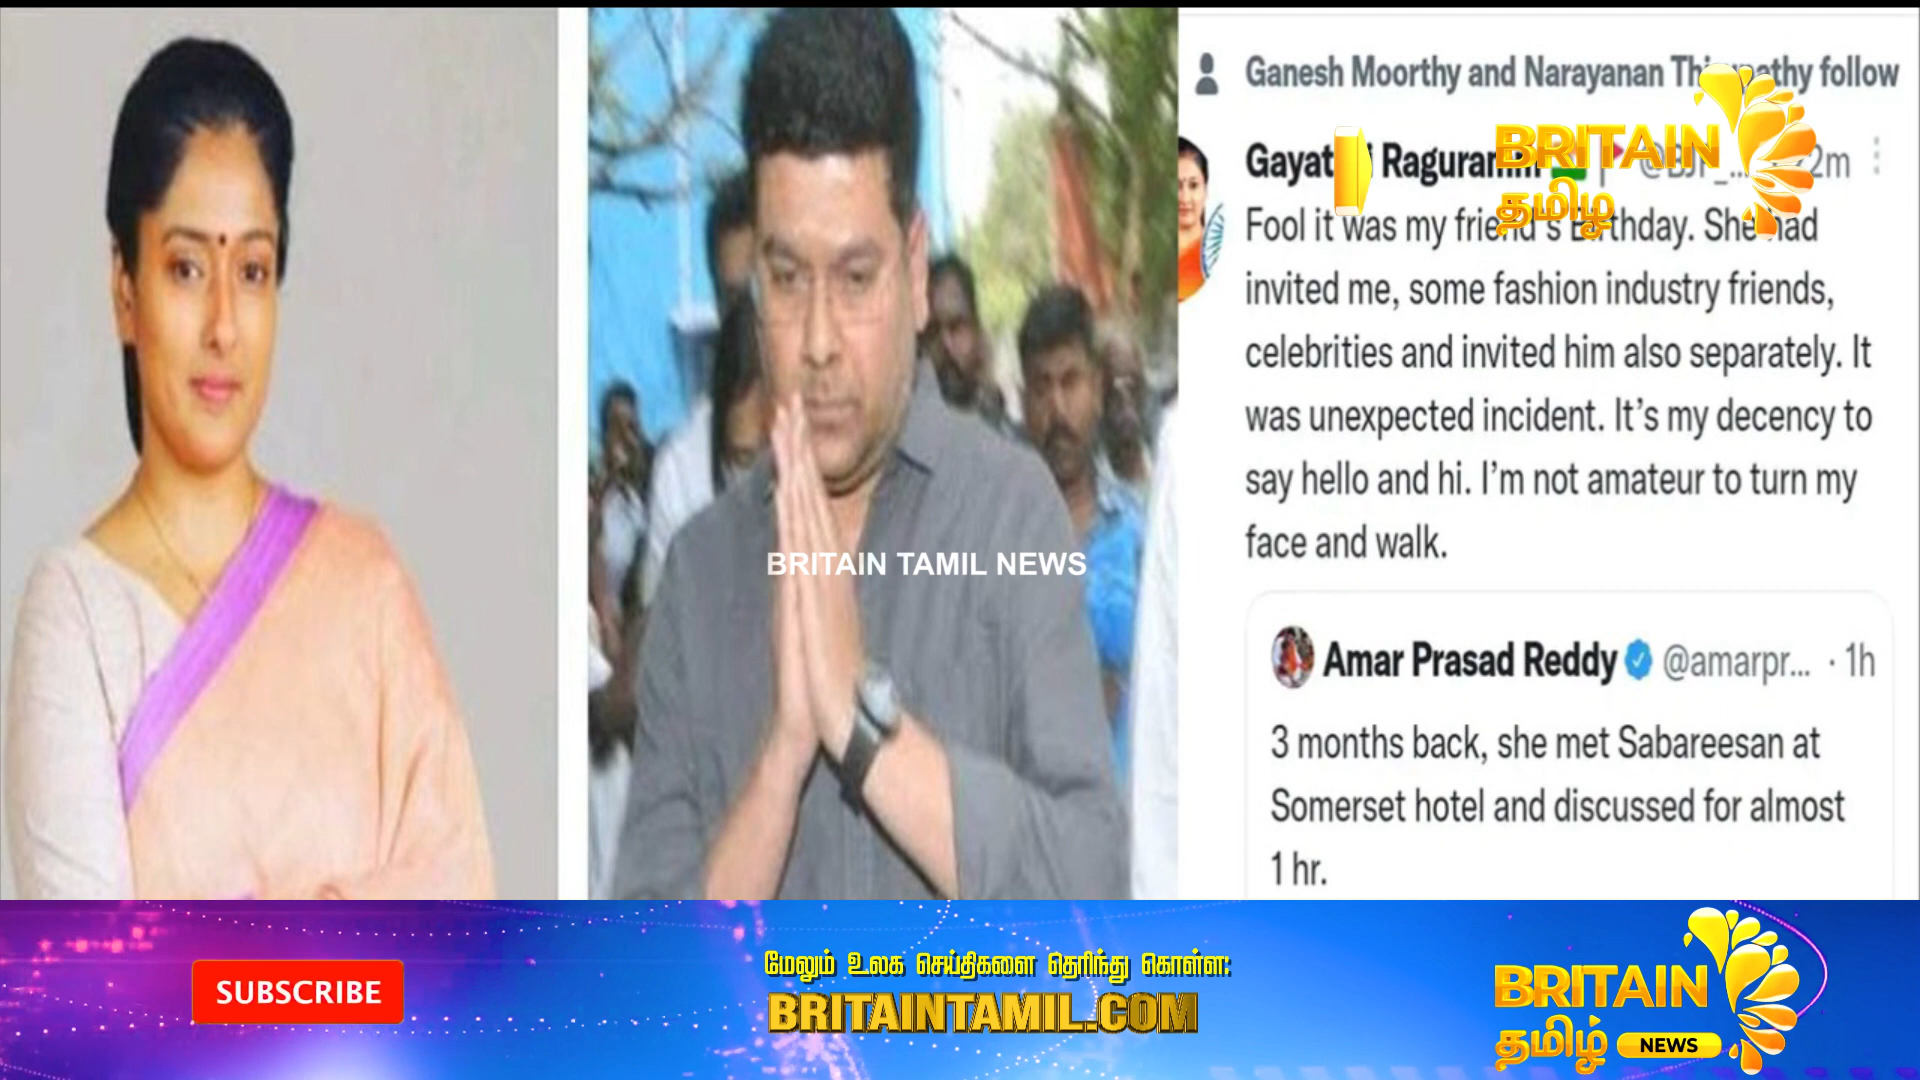 Ganesh Moorthy and Narayanan follow
BRITAIN
தமிழ்
2m
Fool it was my friend's Birthday. She had
invited me, some fashion industry friends,
celebrities and invited him also separately. It
was unexpected incident. It's my decency to
say hello and hi. I'm not amateur to turn my
face and walk.
BRITAIN TAMIL NEWS
Amar Prasad Reddy @amarpr... · 1h
3 months back, she met Sabareesan at
Somerset hotel and discussed for almost
1 hr.
SUBSCRIBE
மேலும் உலக செய்திகளை தெரிந்து கொள்ள:
BRITAINTAMIL.COM
BRITAIN
தமிழ் NEWS